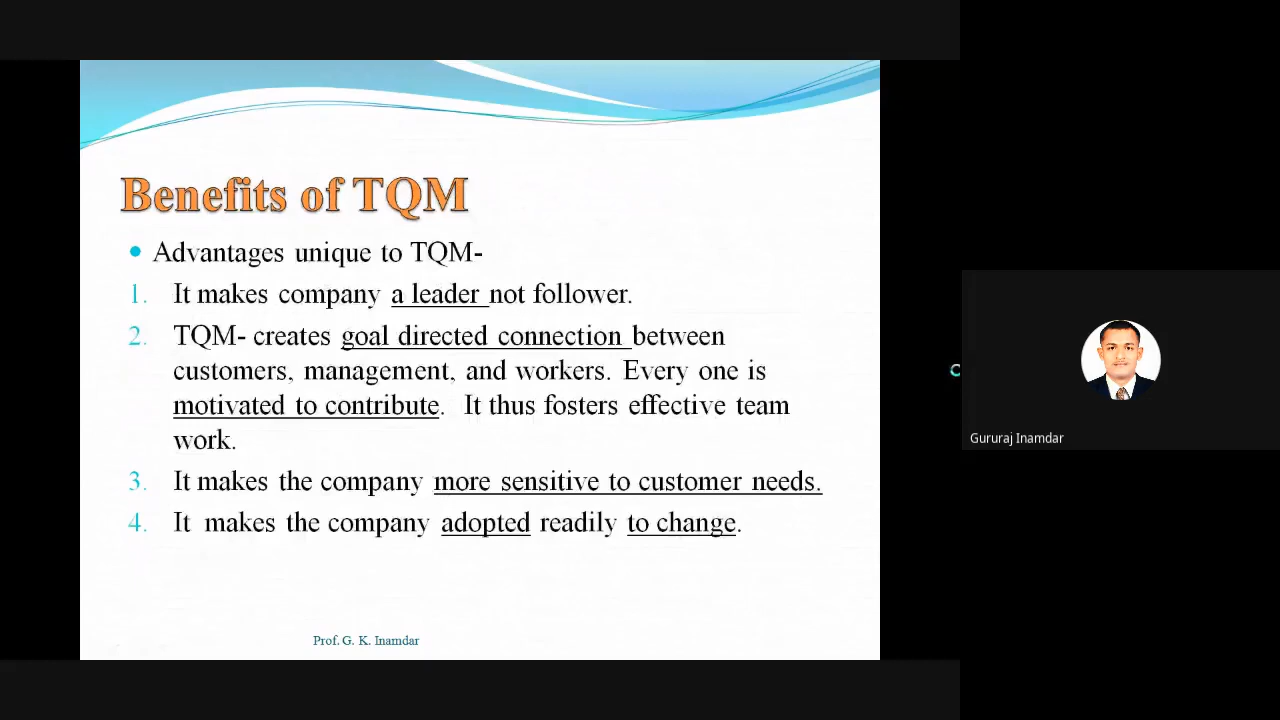 Benefits of TQM
• Advantages unique to TQM-
1. It makes company a leader not follower.
2. TQM- creates goal directed connection between
customers, management, and workers. Every one is
motivated to contribute. It thus fosters effective team
work.
3. It makes the company more sensitive to customer needs.
4. It makes the company adopted readily to change.
Prof. G. K. Inamdar
Gururaj Inamdar